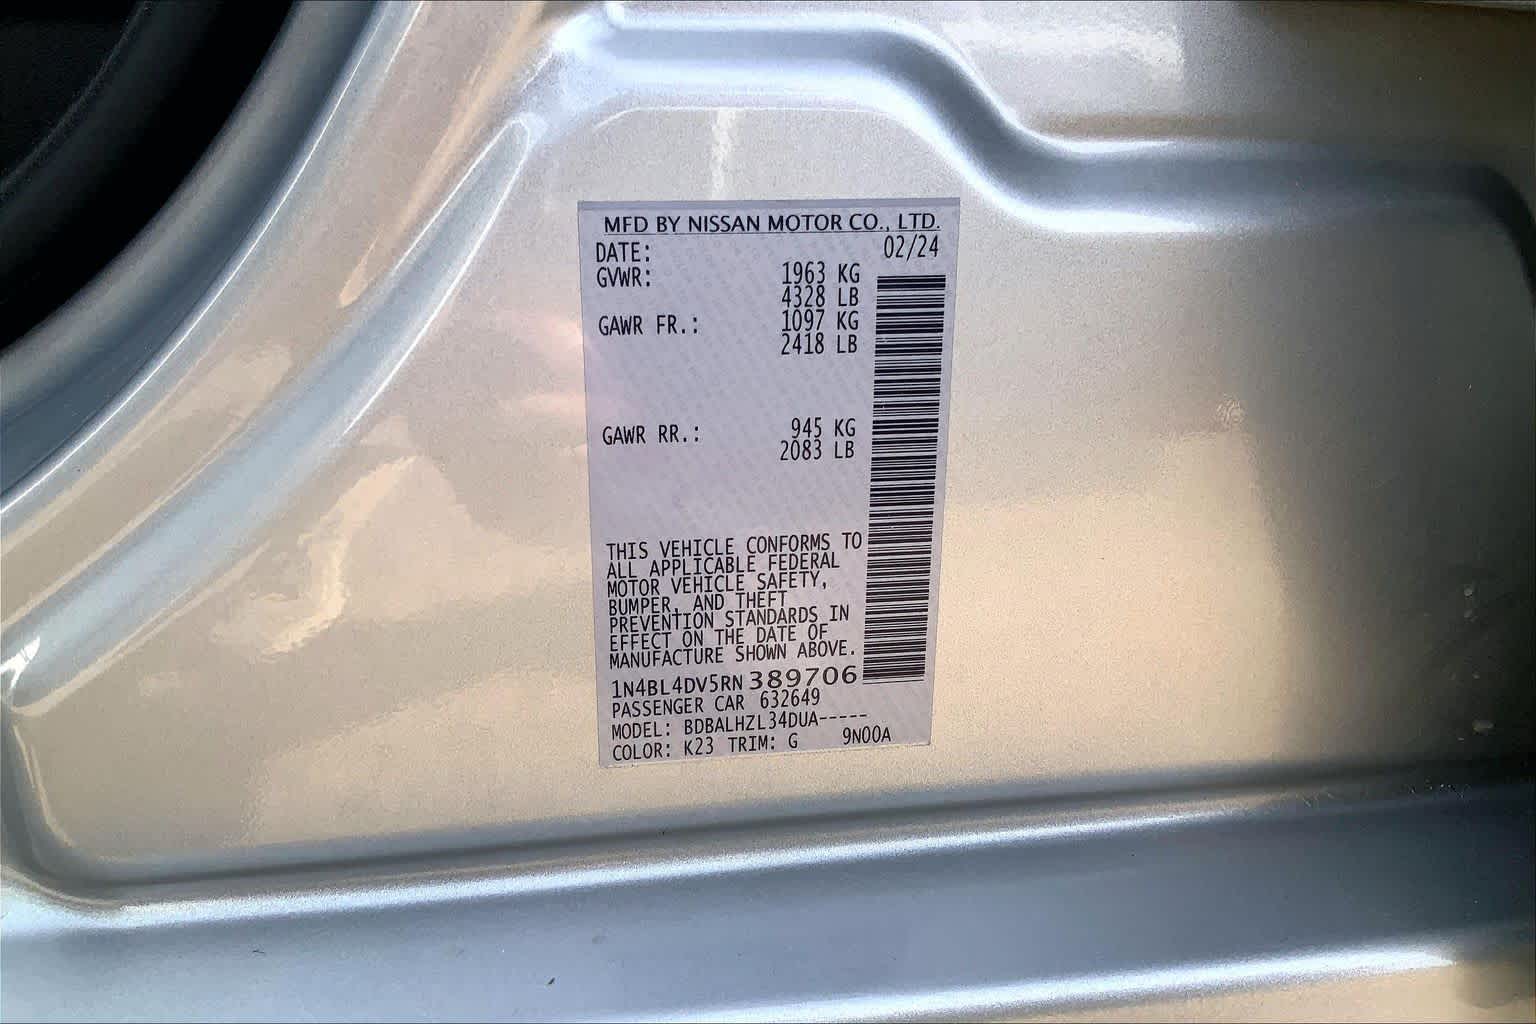 MFD BY NISSAN MOTOR CO., LTD.
DATE: 02/24
GVWR: 1963 KG
4328 LB
GAWR FR.: 1097 KG
2418 LB
GAWR RR.: 945 KG
2083 LB
THIS VEHICLE CONFORMS TO
ALL APPLICABLE FEDERAL
MOTOR VEHICLE SAFETY,
BUMPER, AND THEFT
PREVENTION STANDARDS IN
EFFECT ON THE DATE OF
MANUFACTURE SHOWN ABOVE.
1N4BL4DV5RN389706
PASSENGER CAR 632649
MODEL: BDBALHZL34DUA-----
COLOR: K23 TRIM: G 9N00A